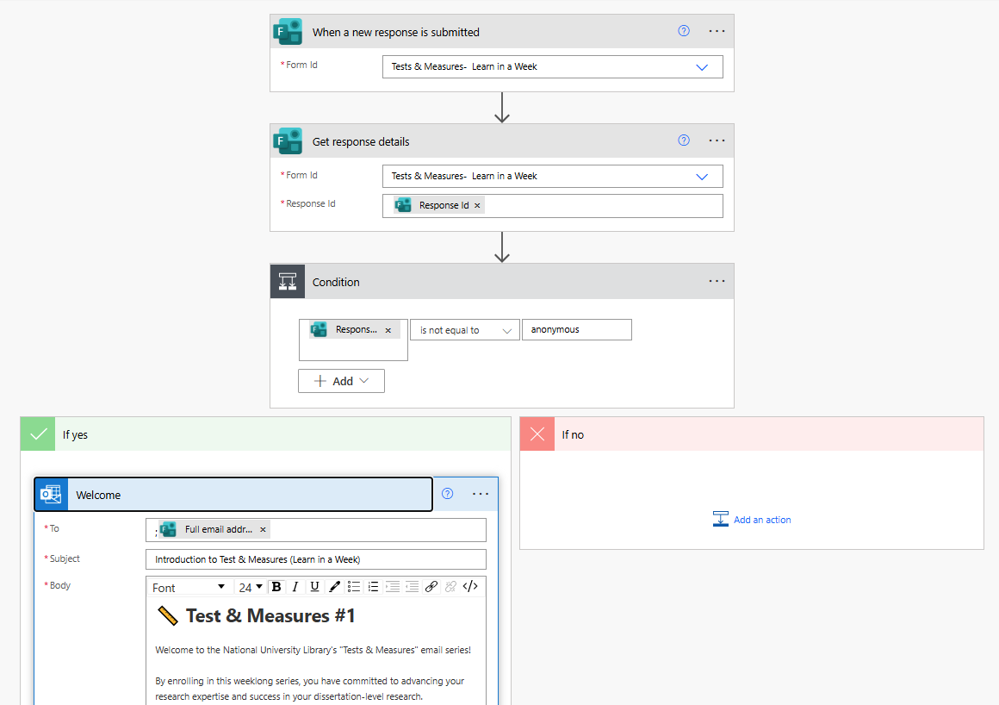 When a new response is submitted
* Form Id
Tests & Measures- Learn in a Week
Get response details
* Form Id
Tests & Measures- Learn in a Week
* Response Id
Response Id ×
Condition
Respons... ×
is not equal to
anonymous
Add
If yes
If no
Welcome
* To
; Full email addr... ×
* Subject
Introduction to Test & Measures (Learn in a Week)
* Body
Font 24 B I U </>
Test & Measures #1
Welcome to the National University Library's "Tests & Measures" email series!
By enrolling in this weeklong series, you have committed to advancing your
research expertise and success in your dissertation-level research.
Add an action